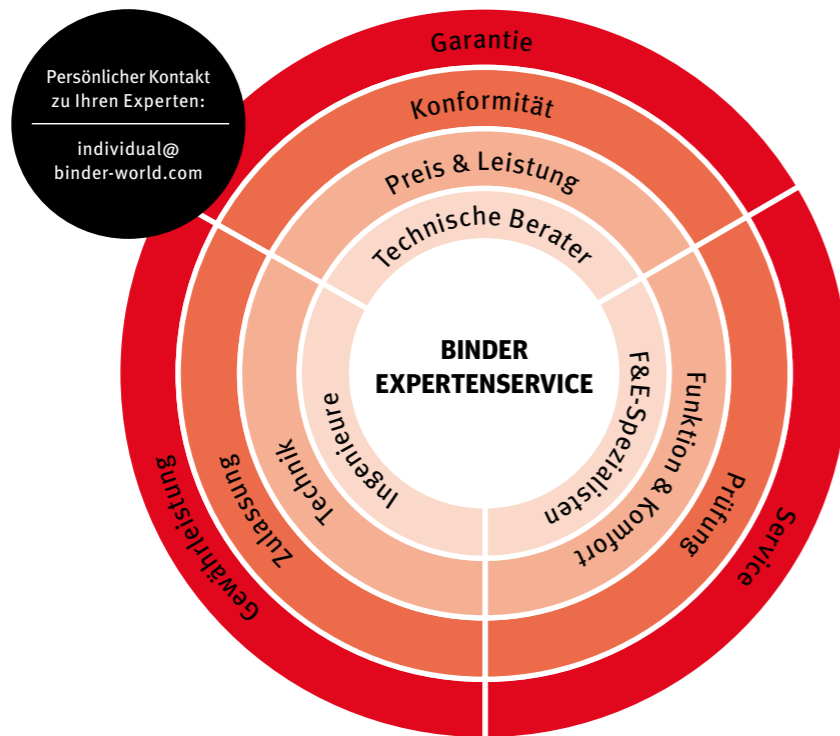 Persönlicher Kontakt
zu Ihren Experten:
individual@
binder-world.com
Garantie
Konformität
Preis & Leistung
Technische Berater
BINDER
EXPERTENSERVICE
Ingenieure
Technik
Zulassung
Gewährleistung
F&E-Spezialisten
Funktion & Komfort
Prüfung
Service